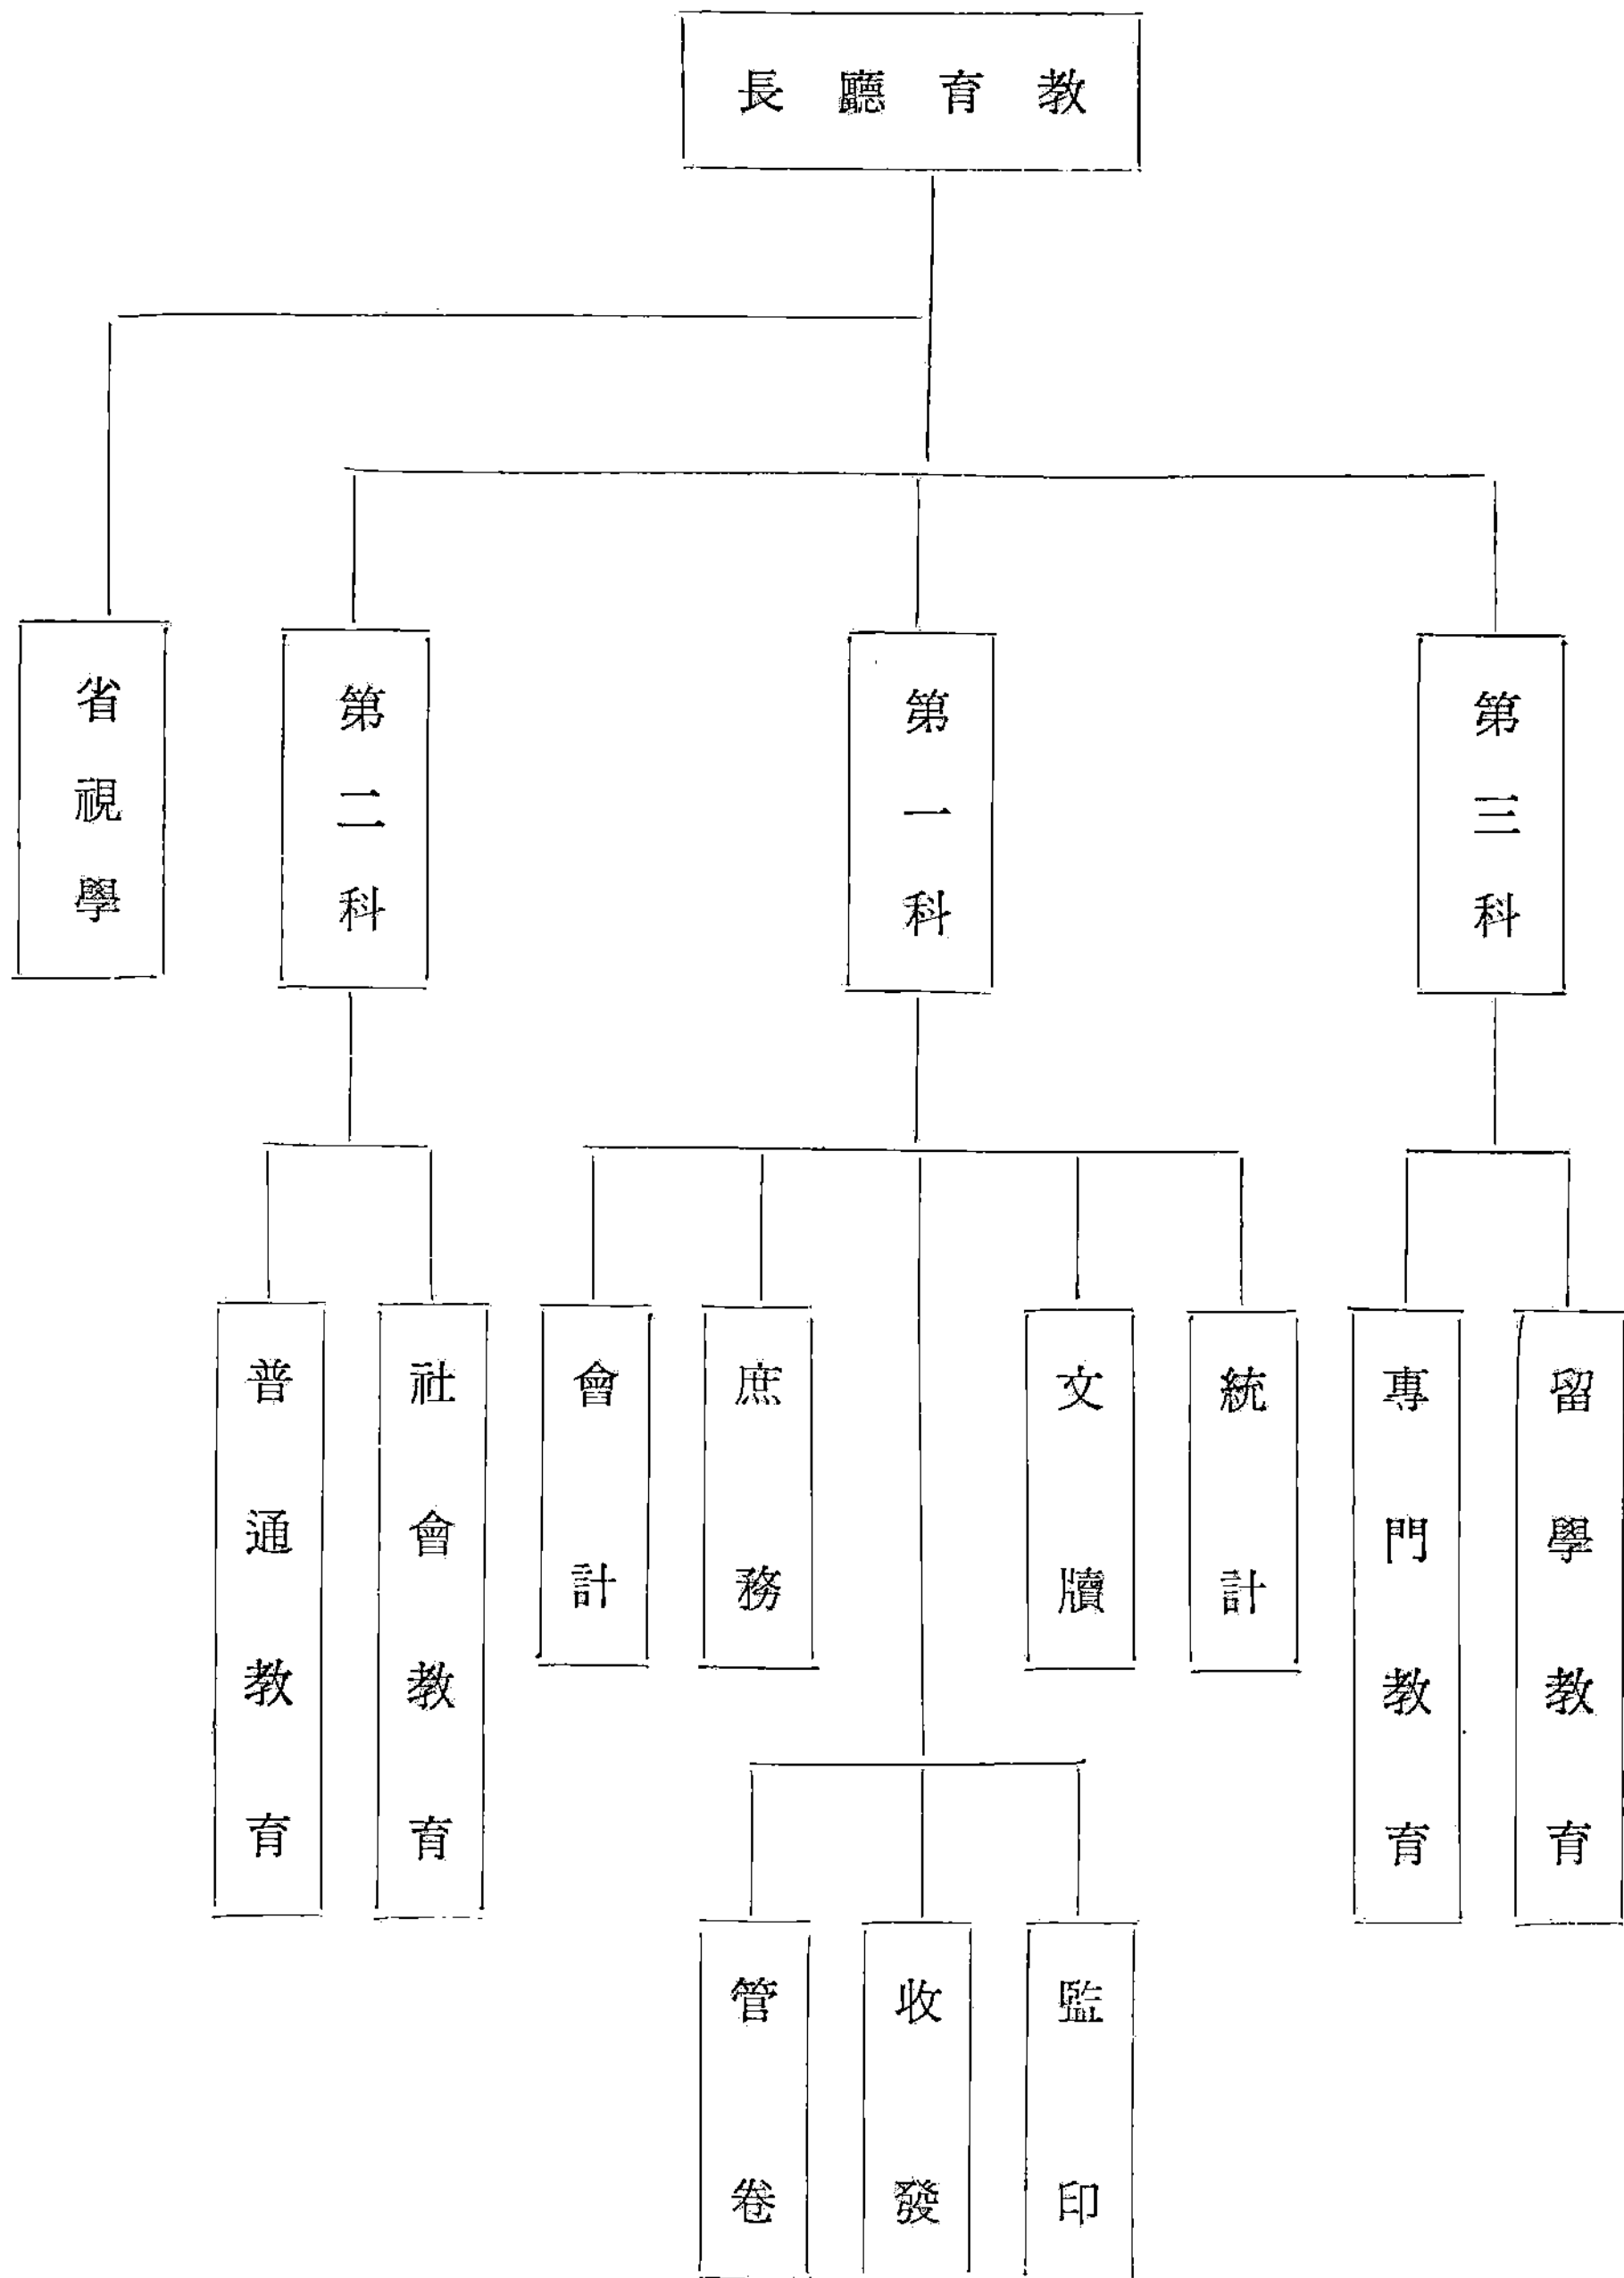 教育廳長
第三科
第一科
第二科
省視學
留學教育
專門教育
統計
文牘
庶務
會計
社會教育
普通教育
監印
收發
管卷